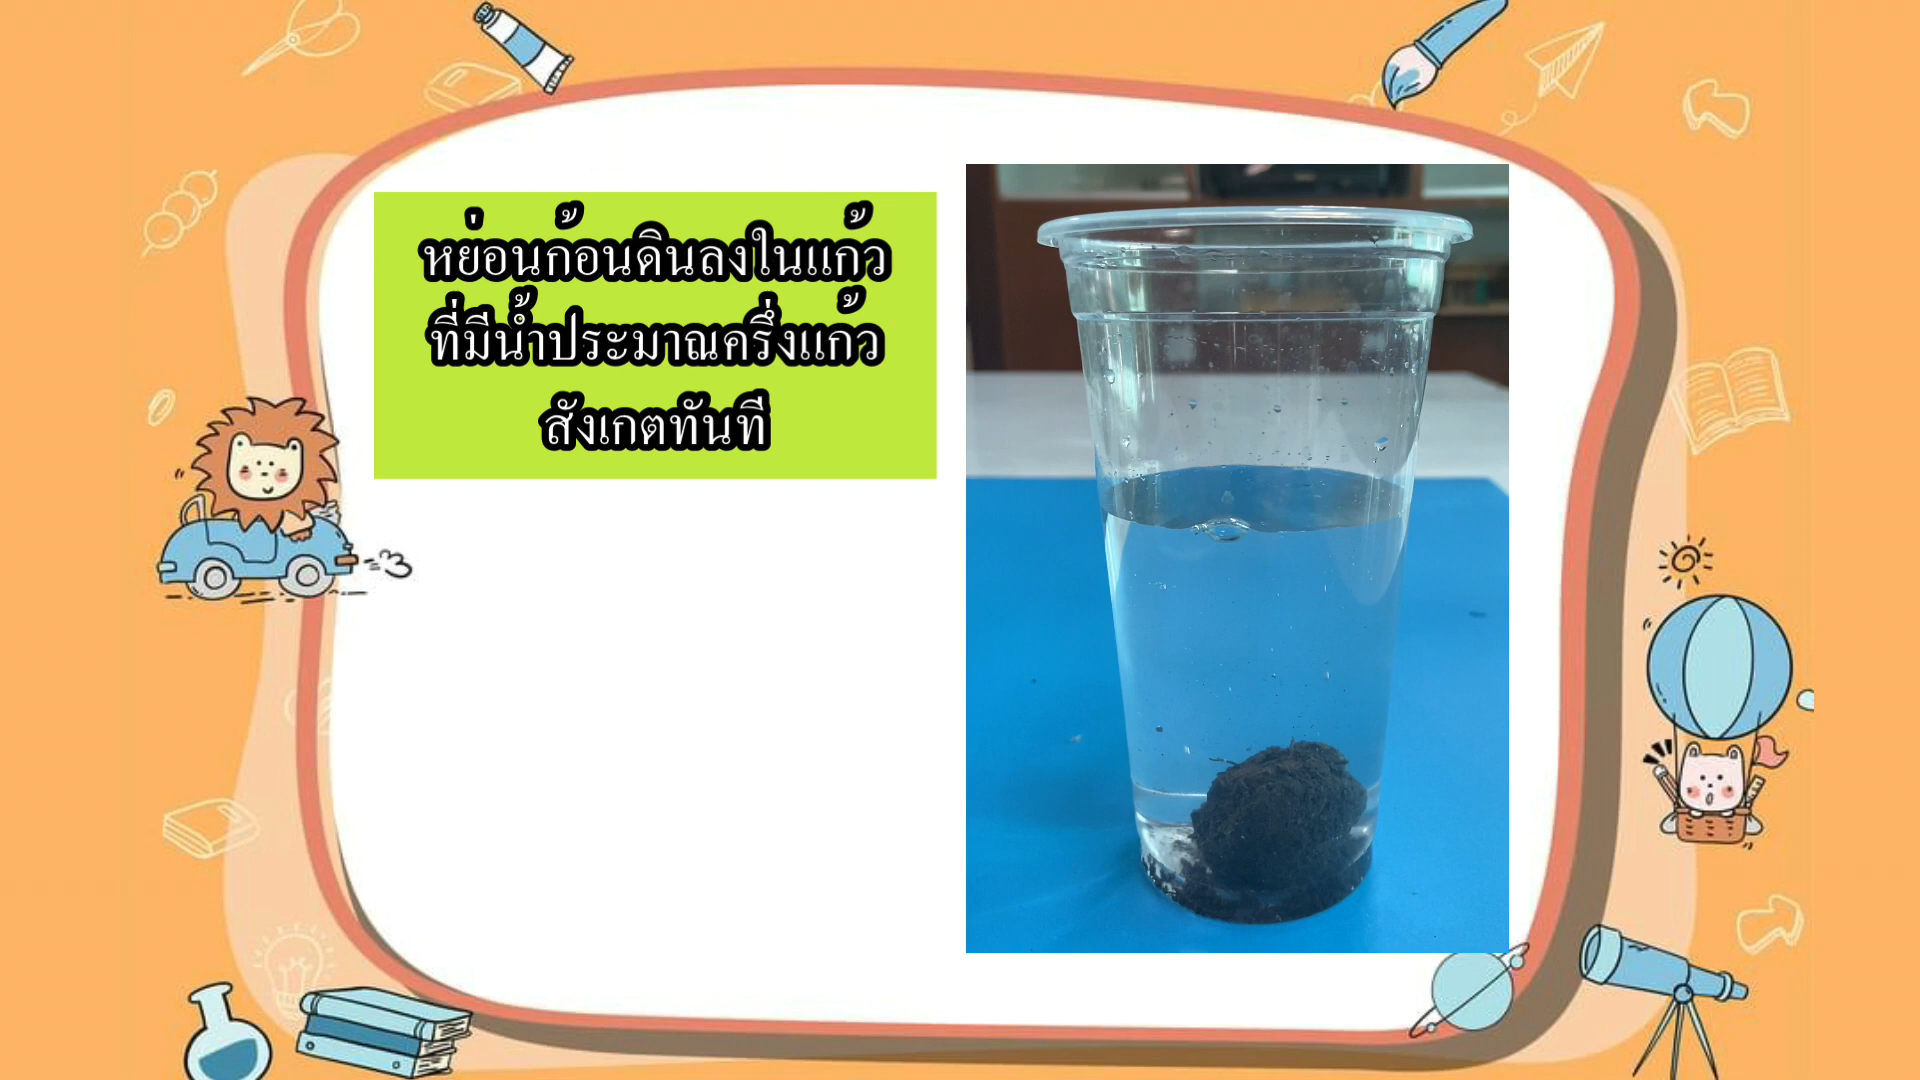 หย่อนก้อนดินลงในแก้ว
ที่มีน้ำประมาณครึ่งแก้ว
สังเกตทันที